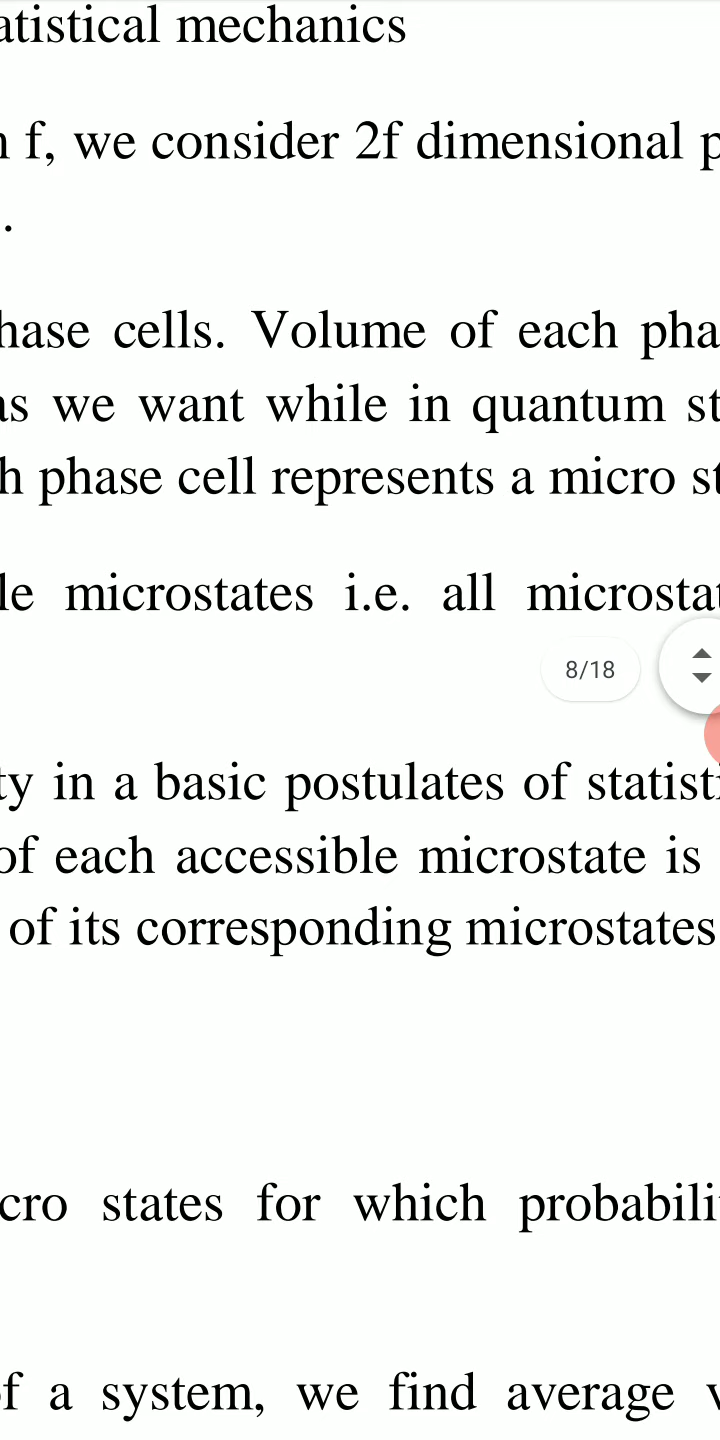 atistical mechanics
f, we consider 2f dimensional p
.
hase cells. Volume of each pha
as we want while in quantum st
h phase cell represents a micro st
le microstates i.e. all microstat
8/18
ty in a basic postulates of statisti
of each accessible microstate is
of its corresponding microstates
cro states for which probabili
of a system, we find average v